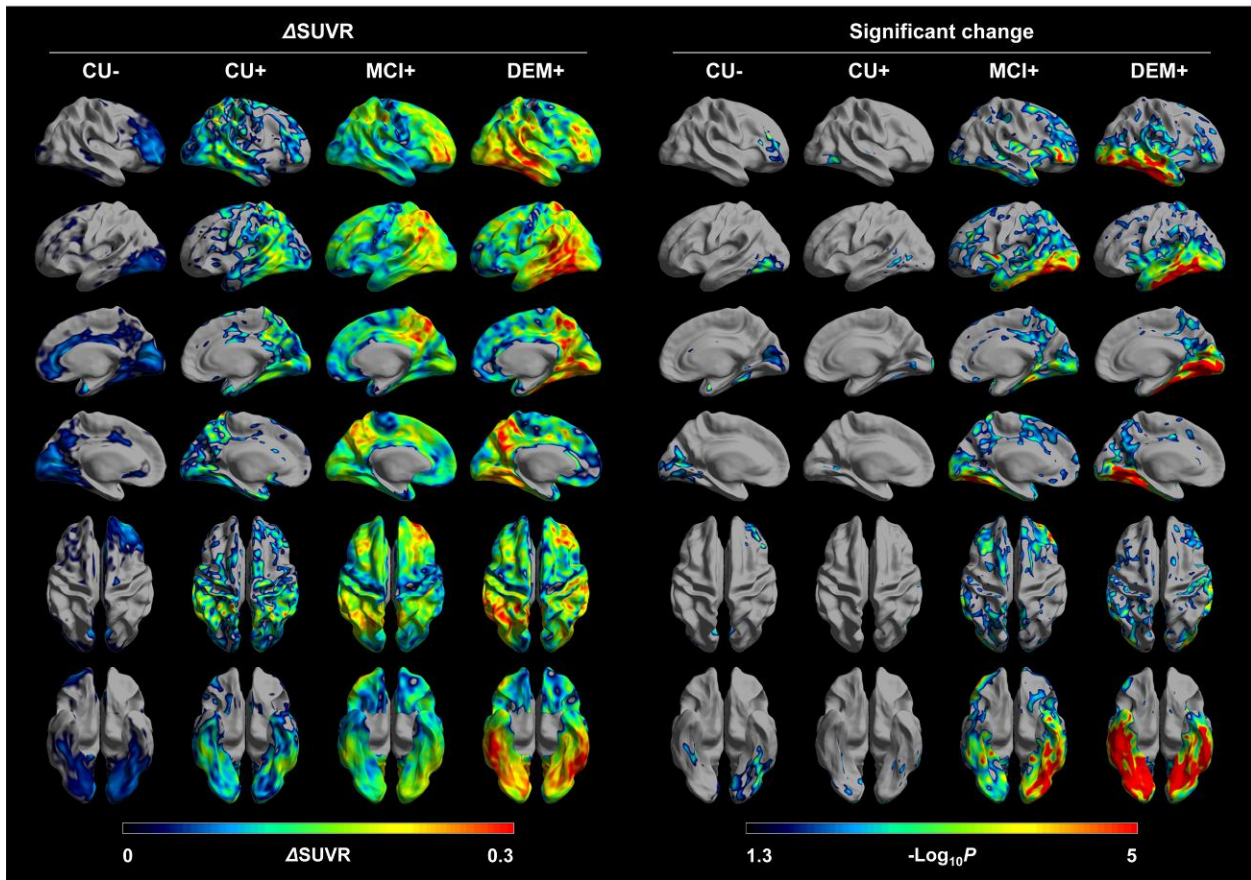 ΔSUVR
Significant change
CU- CU+ MCI+ DEM+
CU- CU+ MCI+ DEM+
0 ΔSUVR 0.3
1.3 -Log₁₀P 5